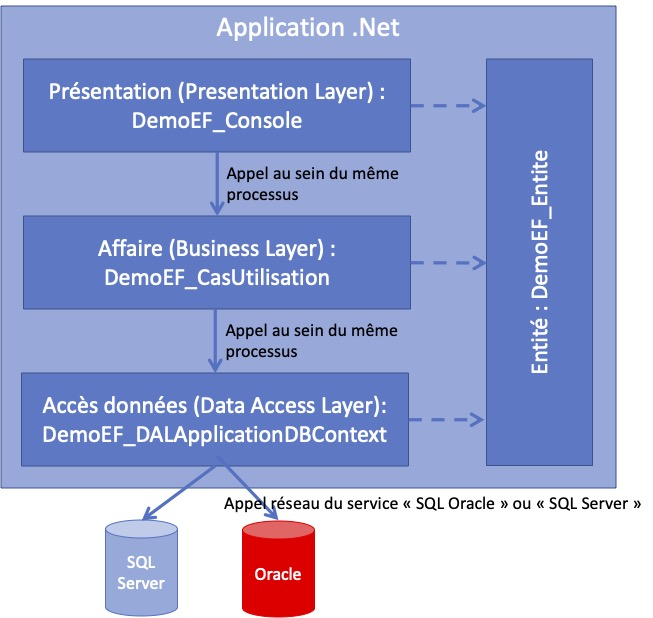 Application .Net
Présentation (Presentation Layer) :
DemoEF_Console
Appel au sein du même
processus
Affaire (Business Layer) :
DemoEF_CasUtilisation
Appel au sein du même
processus
Accès données (Data Access Layer):
DemoEF_DALApplicationDBContext
Entité : DemoEF_Entite
Appel réseau du service « SQL Oracle » ou « SQL Server »
SQL
Server
Oracle